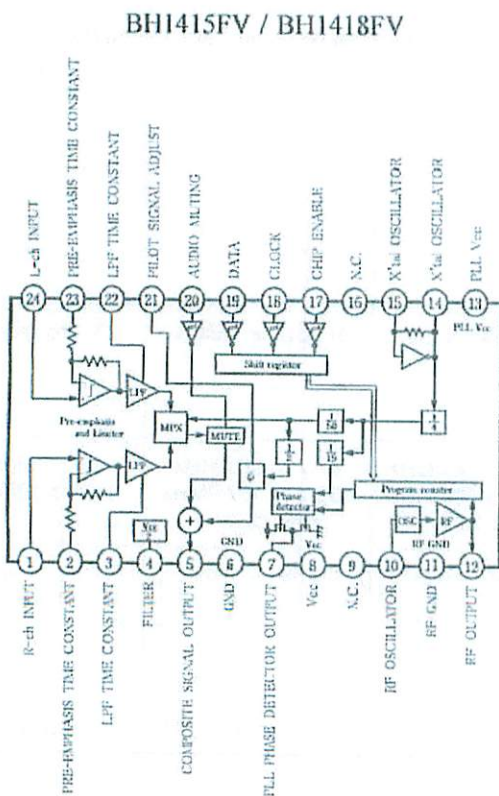 BH1415FV / BH1418FV
L-ch INPUT
PRE-EMPHASIS TIME CONSTANT
LPF TIME CONSTANT
PILOT SIGNAL ADJUST
AUDIO MUTING
DATA
CLOCK
CHIP ENABLE
N.C.
X'tal OSCILLATOR
X'tal OSCILLATOR
PLL Vcc
24
23
22
21
20
19
18
17
16
15
14
13
PLL Vcc
Shift register
LPF
Pre-emphasis
and Limiter
MPX
MUTE
1/2
1/50
1/4
1/19
LPF
Phase
detector
Program counter
Vcc
2
+
GND
Vcc
OSC
RF
RF GND
1
2
3
4
5
6
7
8
9
10
11
12
R-ch INPUT
PRE-EMPHASIS TIME CONSTANT
LPF TIME CONSTANT
FILTER
COMPOSITE SIGNAL OUTPUT
GND
PLL PHASE DETECTOR OUTPUT
Vcc
N.C.
RF OSCILLATOR
RF GND
RF OUTPUT